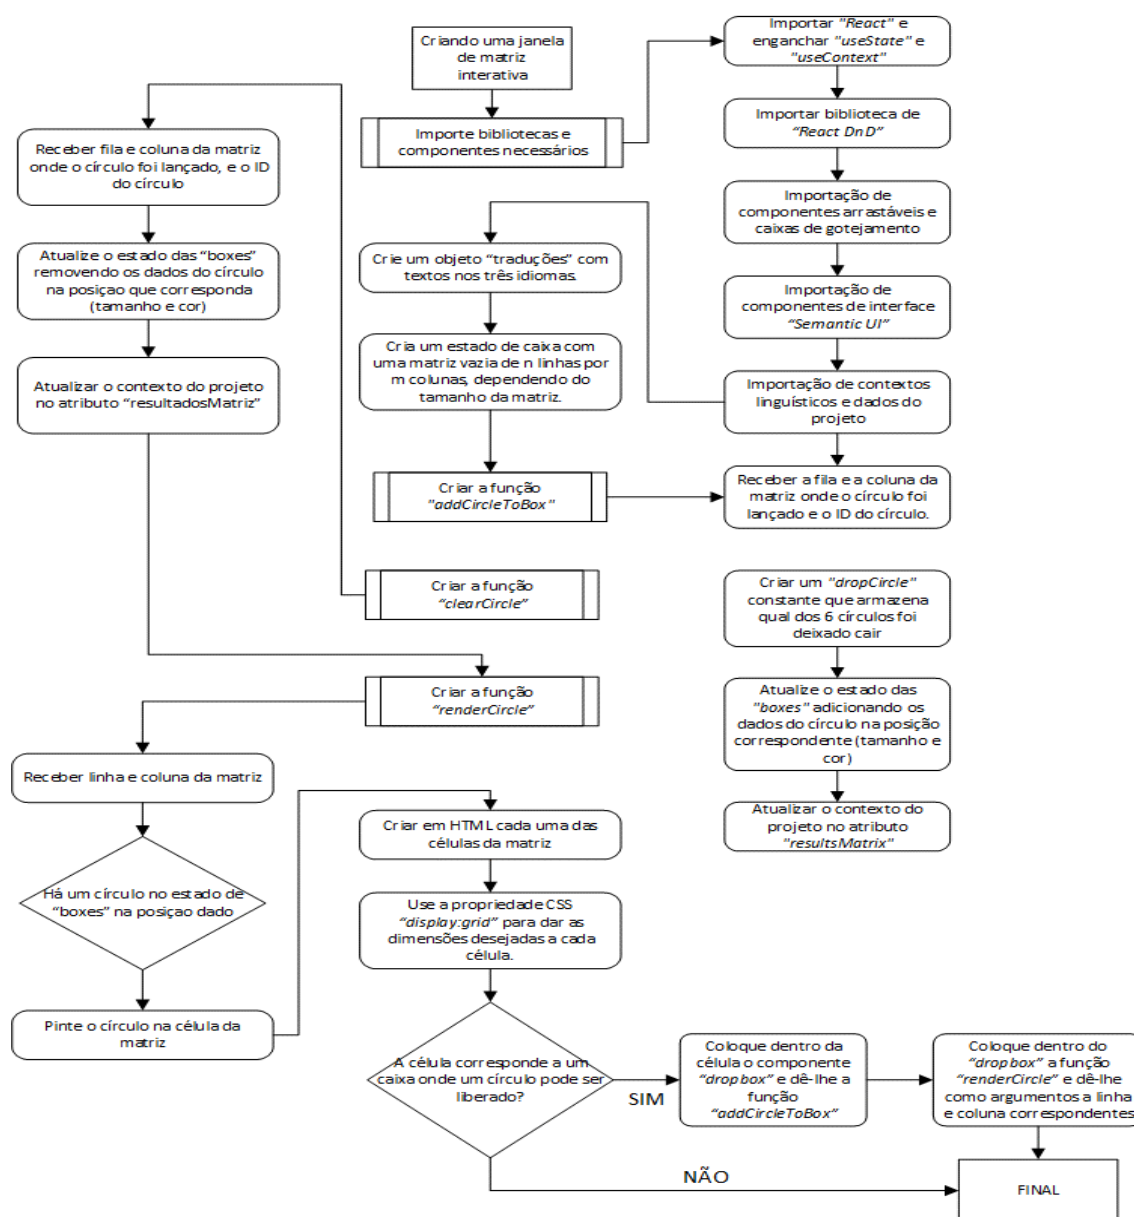 Criando uma janela
de matriz
interativa
Importe bibliotecas e
componentes necessários
Importar "React" e
enganchar "useState" e
"useContext"
Importar biblioteca de
“React DnD”
Importação de
componentes arrastáveis e
caixas de gotejamento
Importação de
componentes de interface
“Semantic UI”
Importação de contextos
linguísticos e dados do
projeto
Crie um objeto “traduções” com
textos nos três idiomas.
Cria um estado de caixa com
uma matriz vazia de n linhas por
m colunas, dependendo do
tamanho da matriz.
Criar a função
"addCircleToBox"
Receber a fila e a coluna da
matriz onde o círculo foi
lançado e o ID do círculo.
Criar um "dropCircle"
constante que armazena
qual dos 6 círculos foi
deixado cair
Atualize o estado das
"boxes" adicionando os
dados do círculo na posição
correspondente (tamanho e
cor)
Atualizar o contexto do
projeto no atributo
"resultsMatrix"
Criar a função
“clearCircle”
Receber fila e coluna da matriz
onde o círculo foi lançado, e o ID
do círculo
Atualize o estado das “boxes”
removendo os dados do círculo
na posiçao que corresponda
(tamanho e cor)
Atualizar o contexto do projeto
no atributo “resultadosMatriz”
Criar a função
“renderCircle”
Receber linha e coluna da matriz
Há um círculo no estado de
“boxes” na posiçao dado
Pinte o círculo na célula da
matriz
Criar em HTML cada uma das
células da matriz
Use a propriedade CSS
“display:grid” para dar as
dimensões desejadas a cada
célula.
A célula corresponde a um
caixa onde um círculo pode ser
liberado?
SIM
Coloque dentro da
célula o componente
“dropbox” e dê-lhe a
função
“addCircleToBox”
Coloque dentro do
“dropbox” a função
“renderCircle” e dê-lhe
como argumentos a linha
e coluna correspondentes
NÃO
FINAL